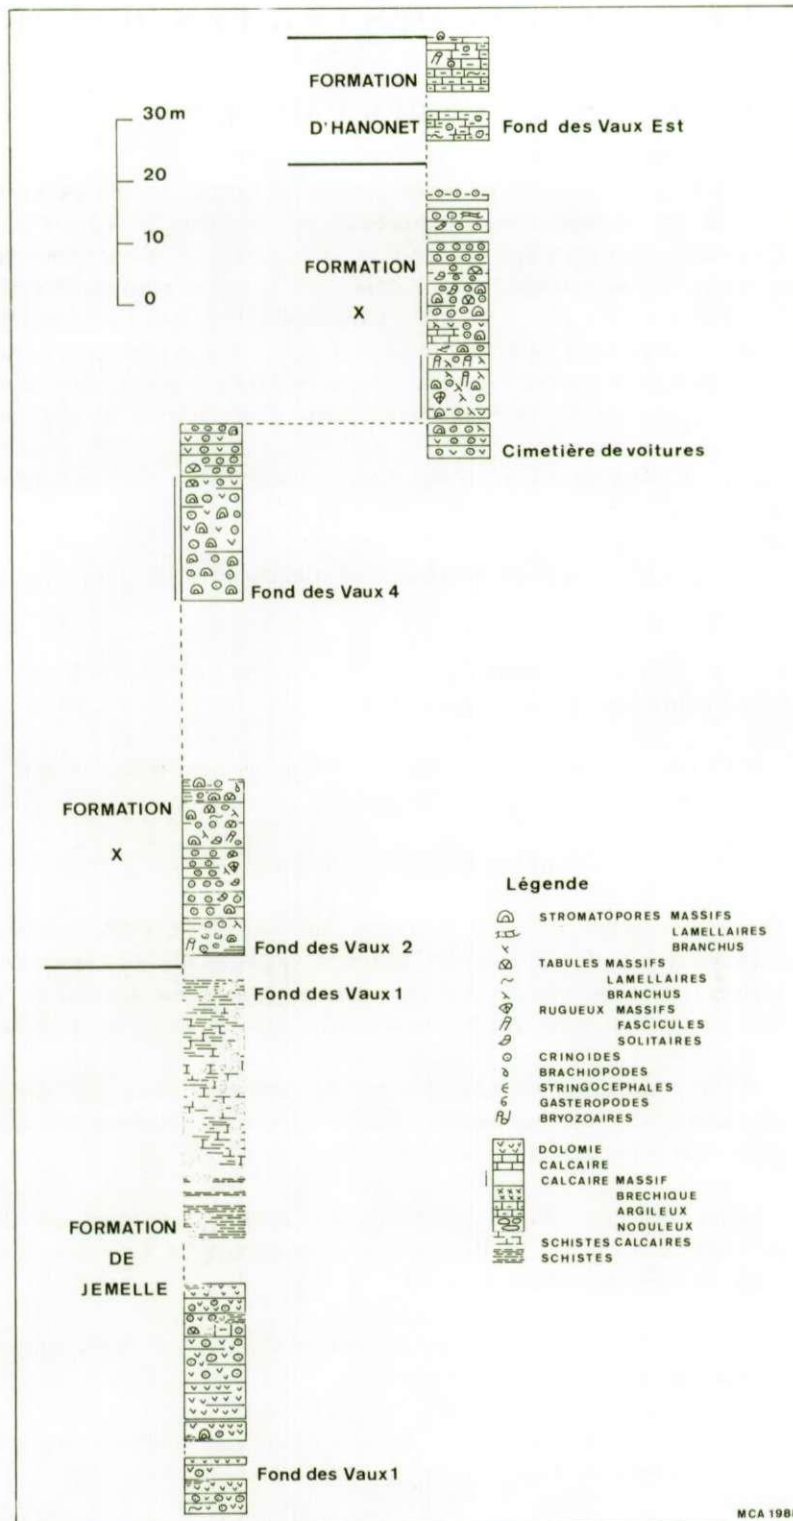 FORMATION
D'HANONET
30 m
20
10
0
Fond des Vaux Est
FORMATION
X
Cimetière de voitures
Fond des Vaux 4
FORMATION
X
Fond des Vaux 2
Fond des Vaux 1
FORMATION
DE
JEMELLE
Fond des Vaux 1
Légende
STROMATOPORES MASSIFS
LAMELLAIRES
BRANCHUS
TABULES MASSIFS
LAMELLAIRES
BRANCHUS
RUGUEUX MASSIFS
FASCICULES
SOLITAIRES
CRINOIDES
BRACHIOPODES
STRINGOCEPHALES
GASTEROPODES
BRYOZOAIRES
DOLOMIE
CALCAIRE
CALCAIRE MASSIF
BRECHIQUE
ARGILEUX
NODULEUX
SCHISTES CALCAIRES
SCHISTES
MCA